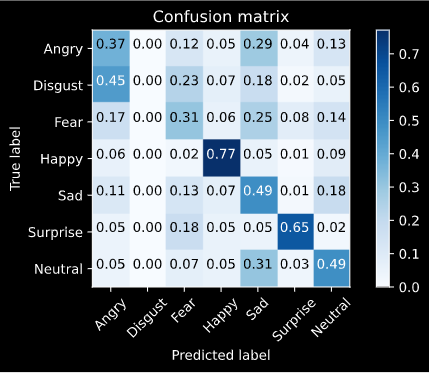 Confusion matrix
True label
Angry 0.37 0.00 0.12 0.05 0.29 0.04 0.13
Disgust 0.45 0.00 0.23 0.07 0.18 0.02 0.05
Fear 0.17 0.00 0.31 0.06 0.25 0.08 0.14
Happy 0.06 0.00 0.02 0.77 0.05 0.01 0.09
Sad 0.11 0.00 0.13 0.07 0.49 0.01 0.18
Surprise 0.05 0.00 0.18 0.05 0.05 0.65 0.02
Neutral 0.05 0.00 0.07 0.05 0.31 0.03 0.49
Angry Disgust Fear Happy Sad Surprise Neutral
Predicted label
0.7
0.6
0.5
0.4
0.3
0.2
0.1
0.0